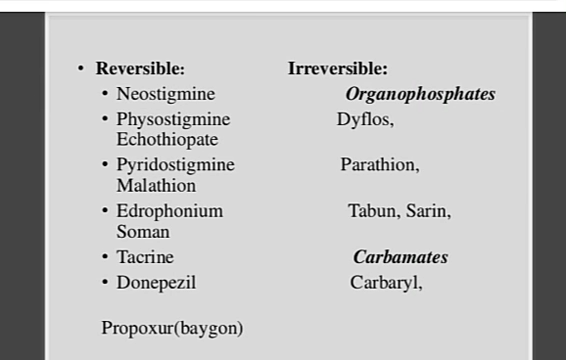 • Reversible: Irreversible:
• Neostigmine Organophosphates
• Physostigmine Dyflos,
Echothiopate
• Pyridostigmine Parathion,
Malathion
• Edrophonium Tabun, Sarin,
Soman
• Tacrine Carbamates
• Donepezil Carbaryl,
Propoxur(baygon)